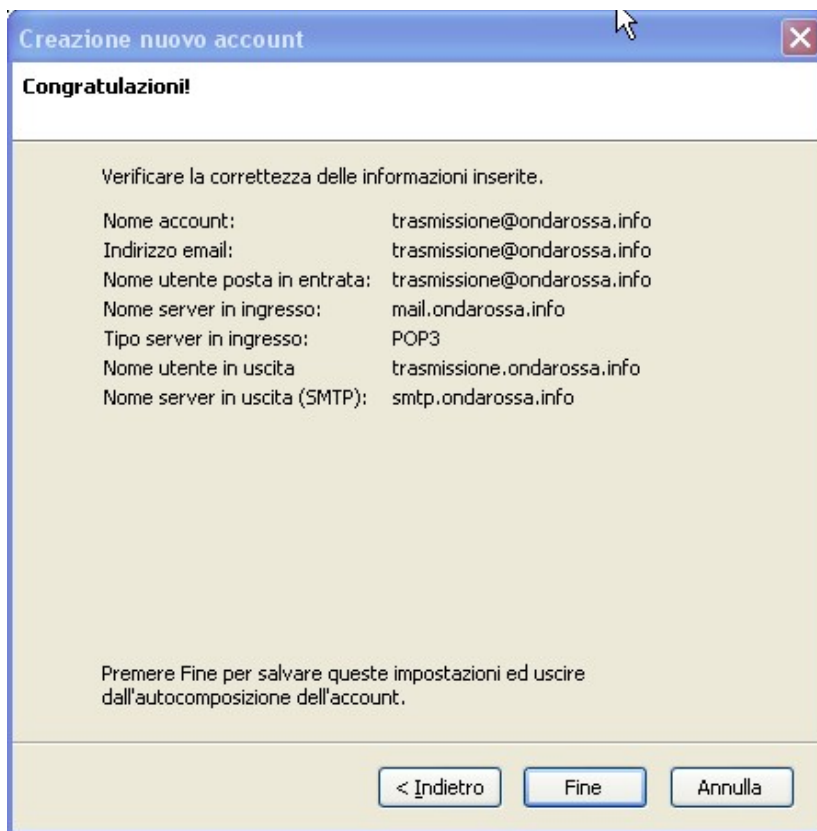 Creazione nuovo account
Congratulazioni!
Verificare la correttezza delle informazioni inserite.
Nome account: trasmissione@ondarossa.info
Indirizzo email: trasmissione@ondarossa.info
Nome utente posta in entrata: trasmissione@ondarossa.info
Nome server in ingresso: mail.ondarossa.info
Tipo server in ingresso: POP3
Nome utente in uscita trasmissione.ondarossa.info
Nome server in uscita (SMTP): smtp.ondarossa.info
Premere Fine per salvare queste impostazioni ed uscire
dall'autocomposizione dell'account.
< Indietro Fine Annulla